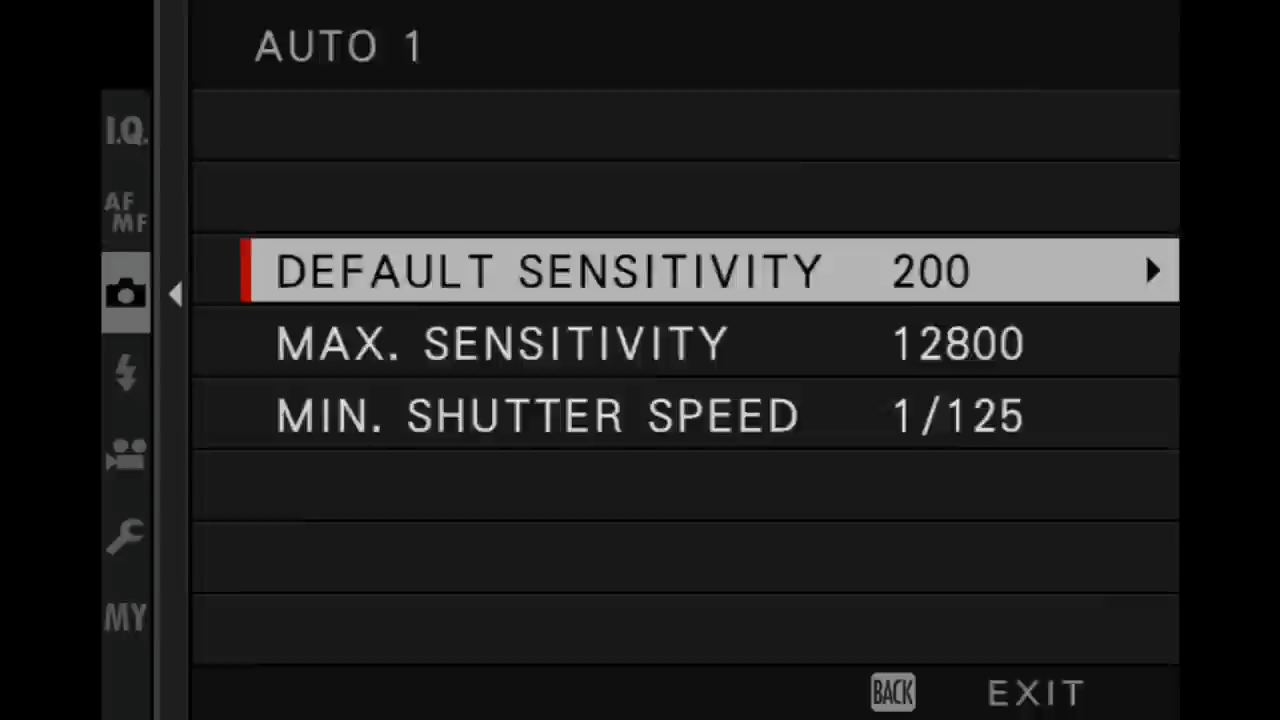 AUTO 1
I.Q.
AF
MF
DEFAULT SENSITIVITY 200
MAX. SENSITIVITY 12800
MIN. SHUTTER SPEED 1/125
MY
BACK EXIT